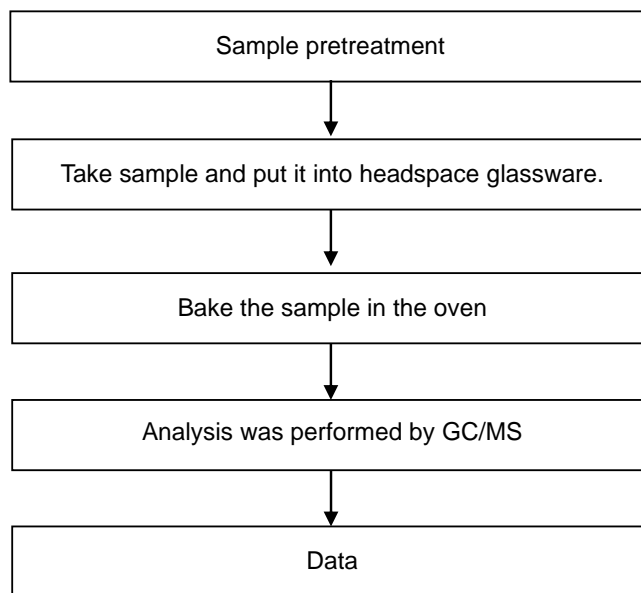 Sample pretreatment
Take sample and put it into headspace glassware.
Bake the sample in the oven
Analysis was performed by GC/MS
Data